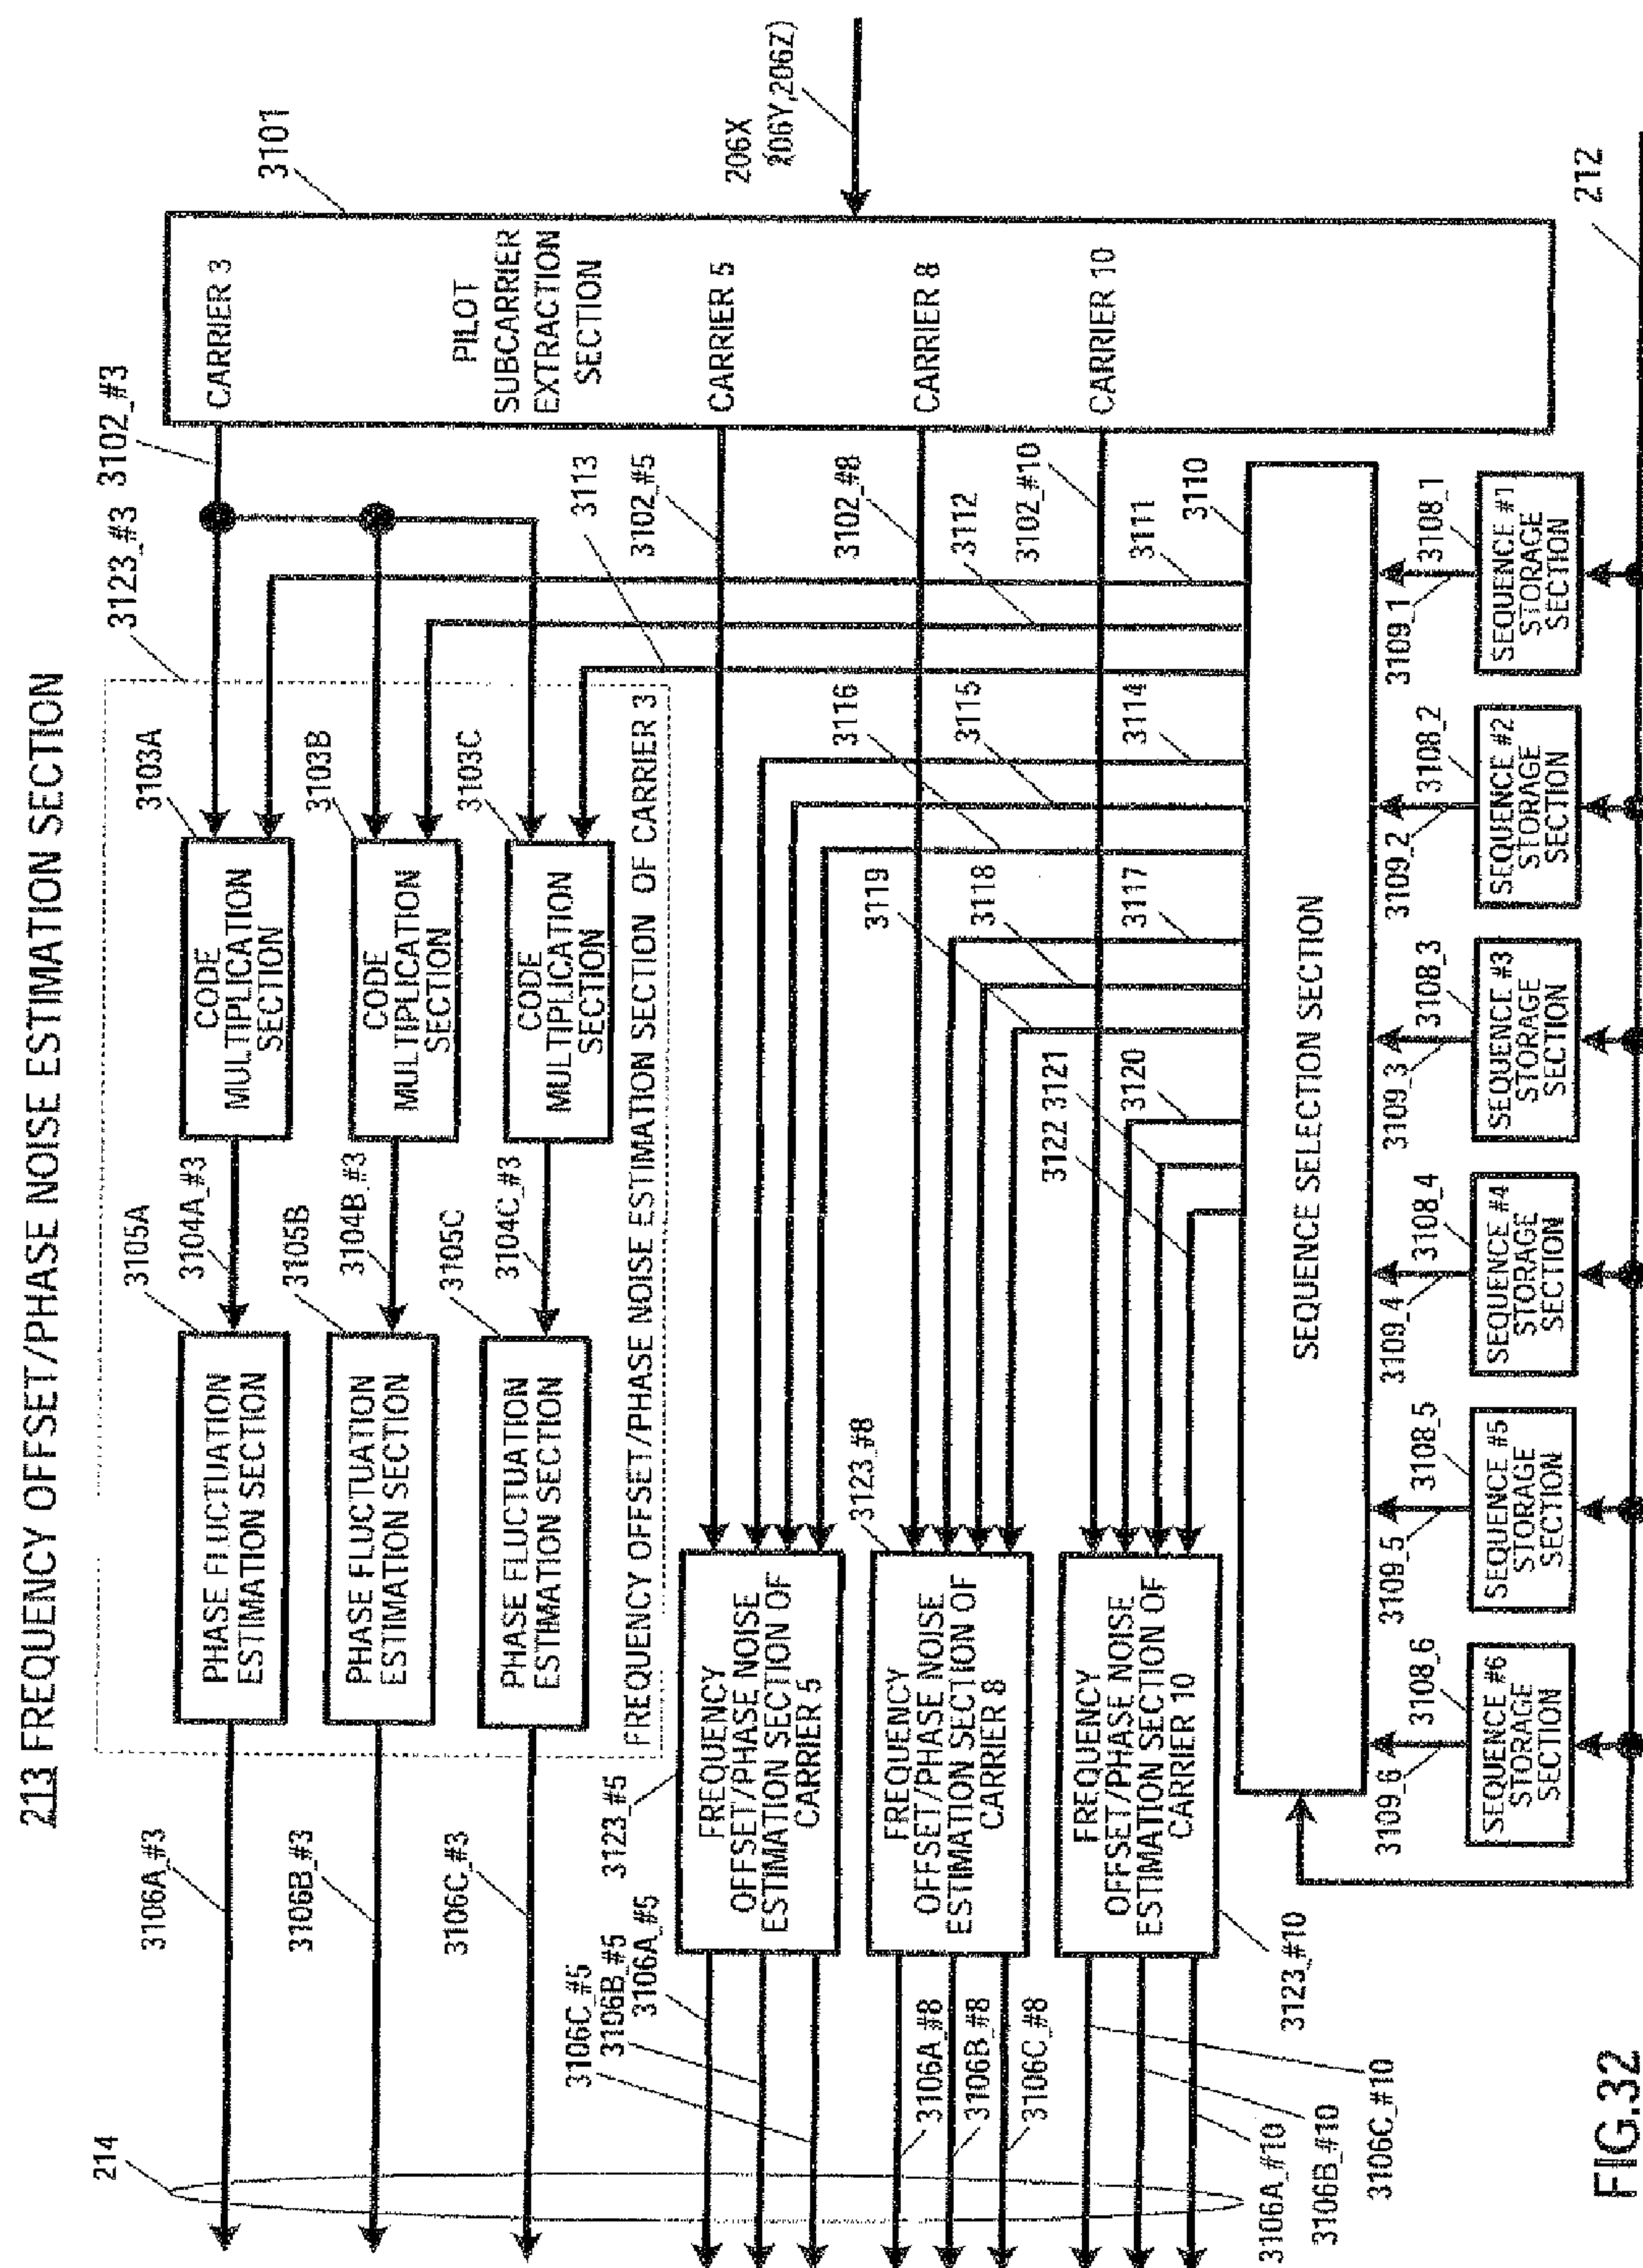 213 FREQUENCY OFFSET/PHASE NOISE ESTIMATION SECTION
3101
3102_#3
3123_#3
206X
(206Y,206Z)
CARRIER 3
PILOT
SUBCARRIER
EXTRACTION
SECTION
CARRIER 5
CARRIER 8
CARRIER 10
3103A
CODE
MULTIPLICATION
SECTION
3104A_#3
3105A
PHASE FLUCTUATION
ESTIMATION SECTION
3106A_#3
3103B
CODE
MULTIPLICATION
SECTION
3104B_#3
3105B
PHASE FLUCTUATION
ESTIMATION SECTION
3106B_#3
3103C
CODE
MULTIPLICATION
SECTION
3104C_#3
3105C
PHASE FLUCTUATION
ESTIMATION SECTION
3106C_#3
FREQUENCY OFFSET/PHASE NOISE ESTIMATION SECTION OF CARRIER 3
3113
3102_#5
3102_#8
3112
3102_#10
3111
3110
3116
3115
3114
3119
3118
3117
3122
3121
3120
3123_#5
FREQUENCY
OFFSET/PHASE NOISE
ESTIMATION SECTION OF
CARRIER 5
3106C_#5
3106B_#5
3106A_#5
3123_#8
FREQUENCY
OFFSET/PHASE NOISE
ESTIMATION SECTION OF
CARRIER 8
3106A_#8
3106B_#8
3106C_#8
FREQUENCY
OFFSET/PHASE NOISE
ESTIMATION SECTION OF
CARRIER 10
3123_#10
3106A_#10
3106B_#10
3106C_#10
214
SEQUENCE SELECTION SECTION
3109_6
3109_5
3109_4
3109_3
3109_2
3109_1
3108_6
3108_5
3108_4
3108_3
3108_2
3108_1
SEQUENCE #6
STORAGE
SECTION
SEQUENCE #5
STORAGE
SECTION
SEQUENCE #4
STORAGE
SECTION
SEQUENCE #3
STORAGE
SECTION
SEQUENCE #2
STORAGE
SECTION
SEQUENCE #1
STORAGE
SECTION
212
FIG.32